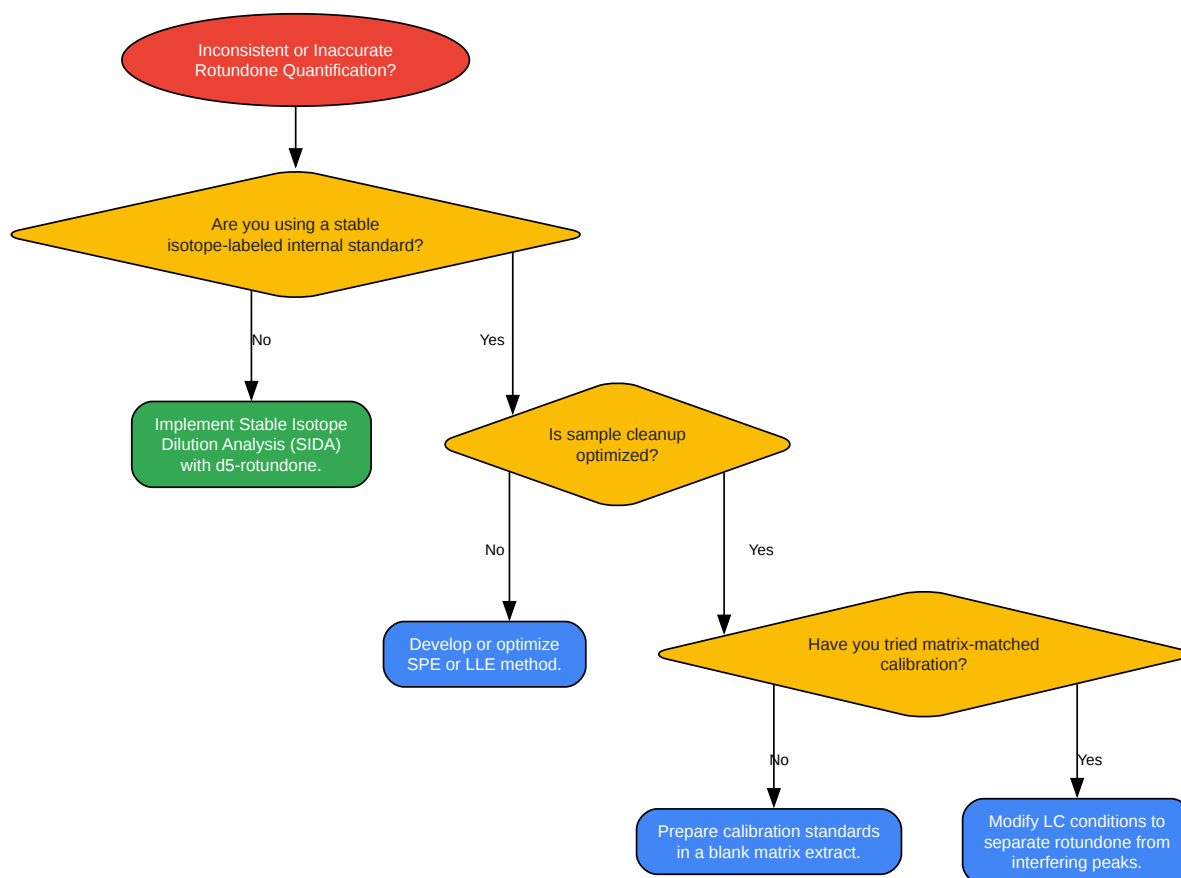 Inconsistent or Inaccurate
Rotundone Quantification?
Are you using a stable
isotope-labeled internal standard?
No
Yes
Implement Stable Isotope
Dilution Analysis (SIDA)
with d5-rotundone.
Is sample cleanup
optimized?
No
Yes
Develop or optimize
SPE or LLE method.
Have you tried matrix-matched
calibration?
No
Yes
Prepare calibration standards
in a blank matrix extract.
Modify LC conditions to
separate rotundone from
interfering peaks.